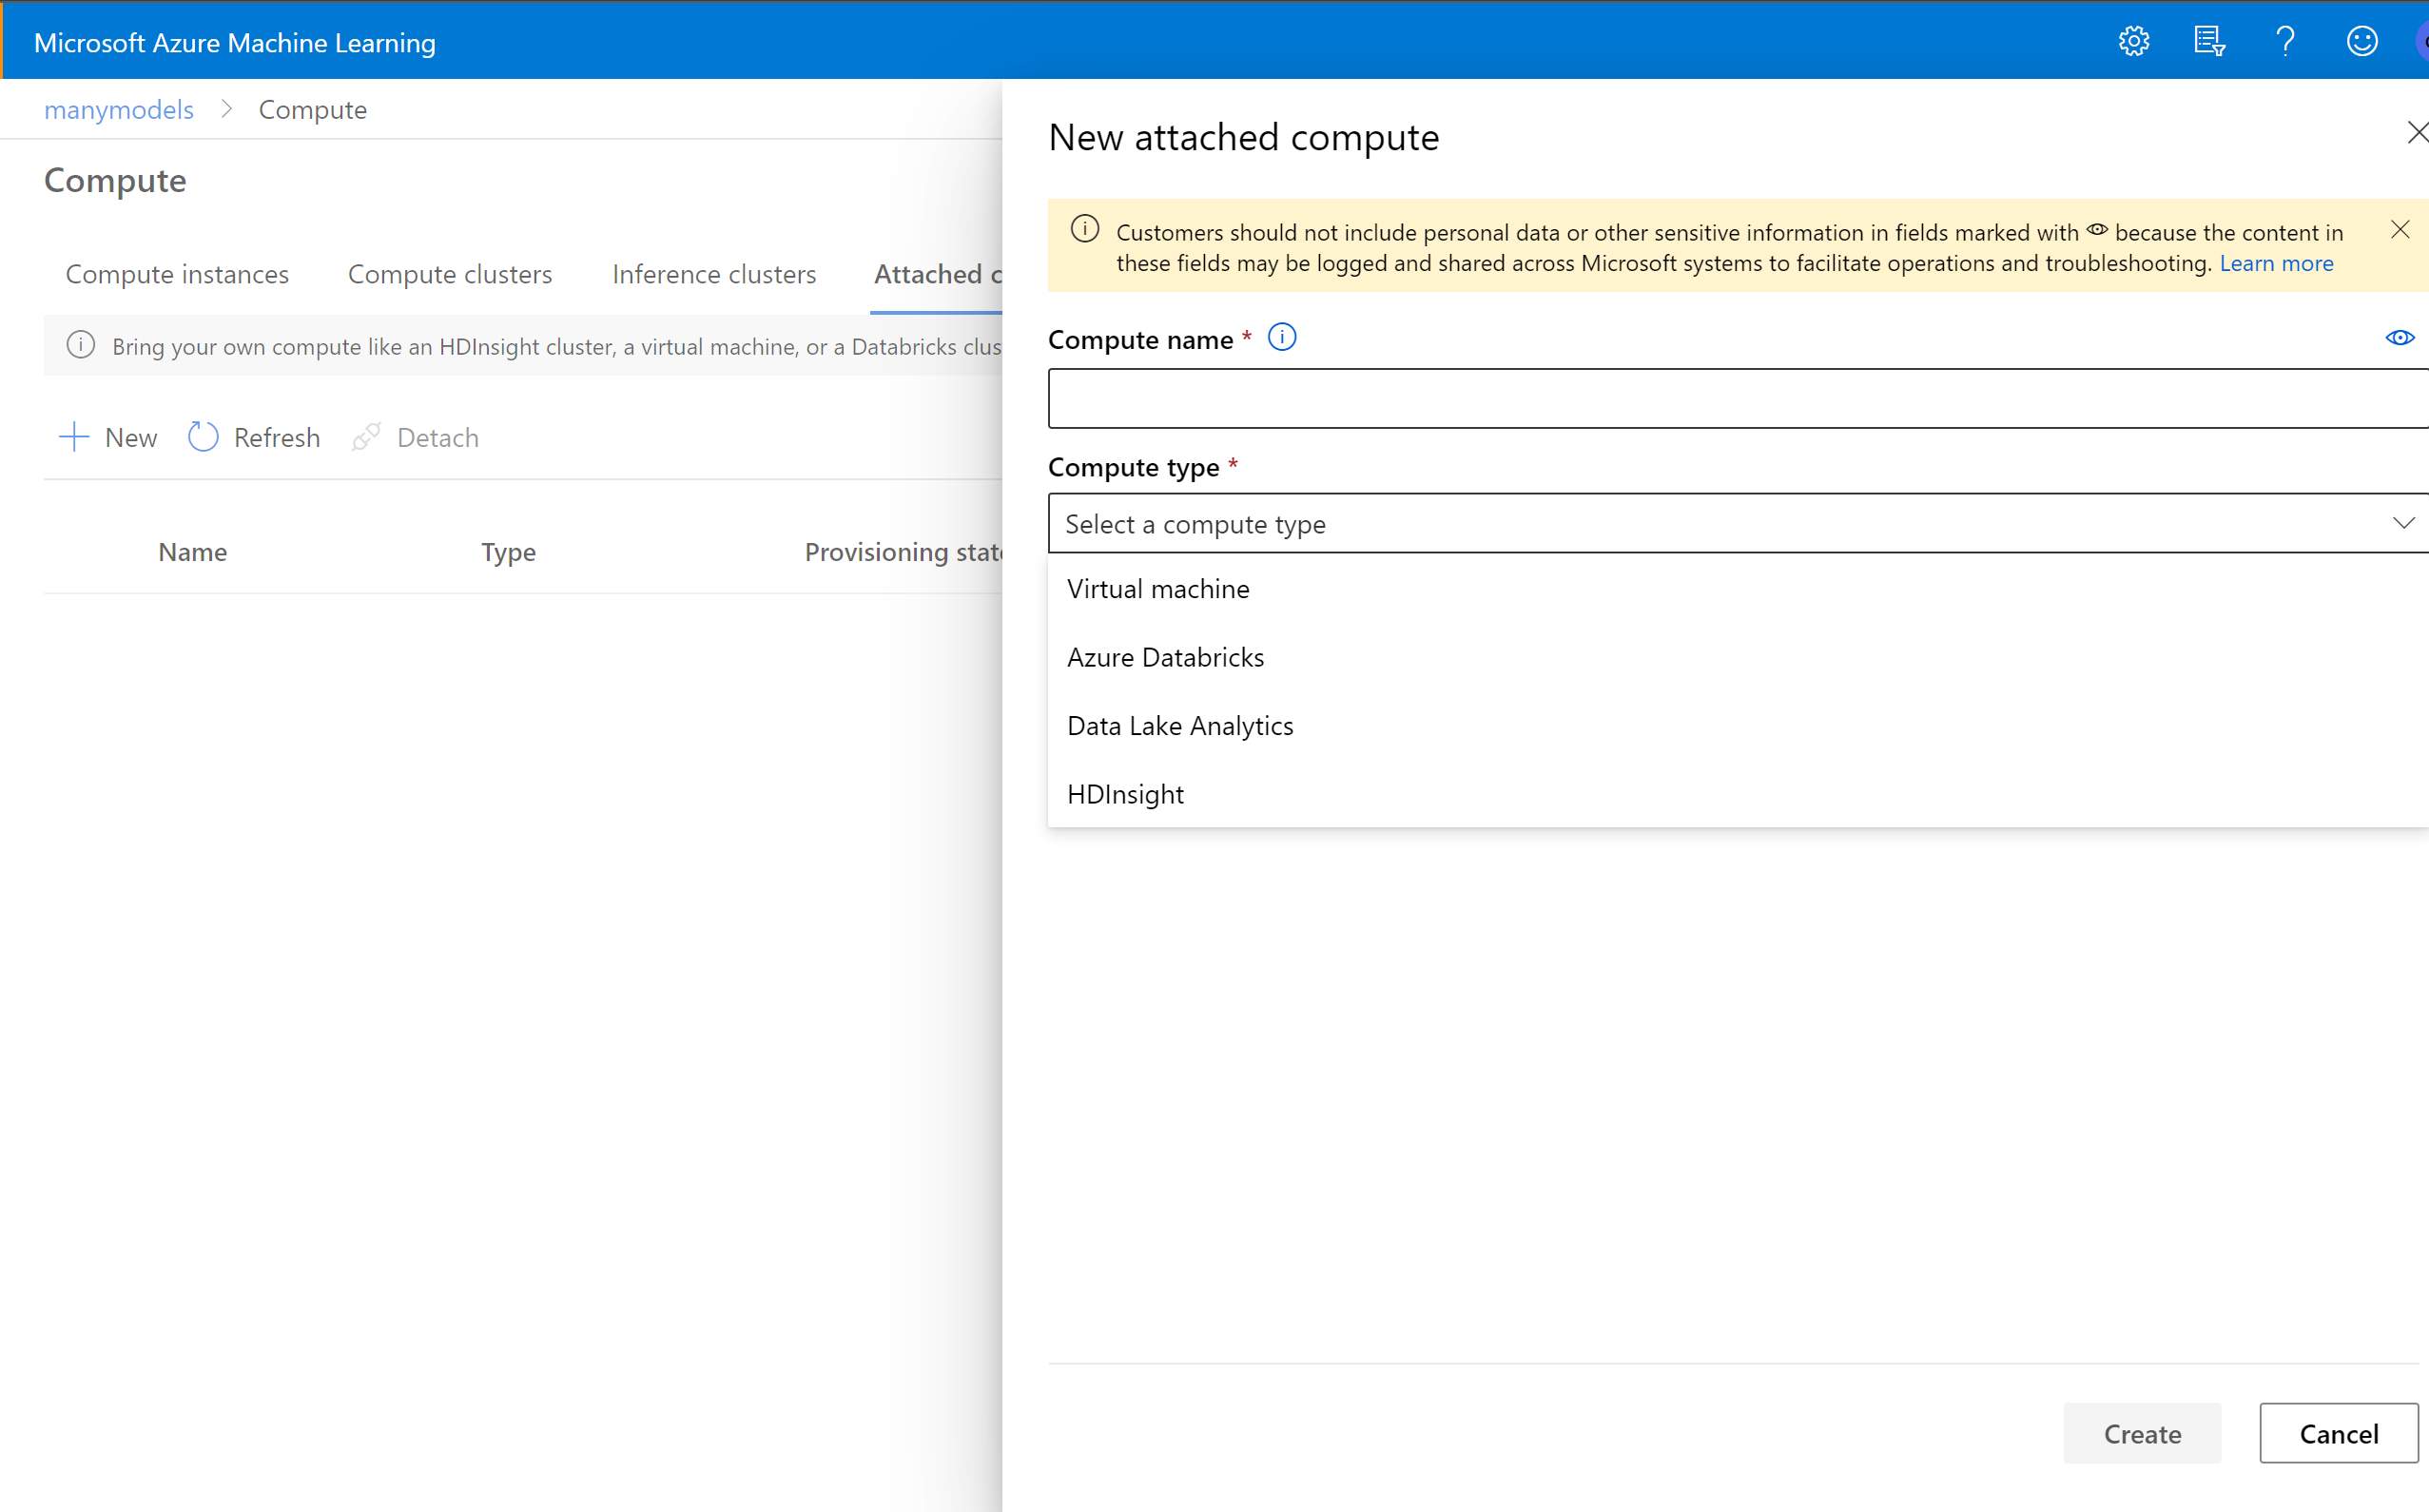 Microsoft Azure Machine Learning
manymodels > Compute
Compute
Compute instances Compute clusters Inference clusters Attached c
Bring your own compute like an HDInsight cluster, a virtual machine, or a Databricks clus
New Refresh Detach
Name Type Provisioning state
New attached compute
Customers should not include personal data or other sensitive information in fields marked with because the content in
these fields may be logged and shared across Microsoft systems to facilitate operations and troubleshooting. Learn more
Compute name *
Compute type *
Select a compute type
Virtual machine
Azure Databricks
Data Lake Analytics
HDInsight
Create Cancel